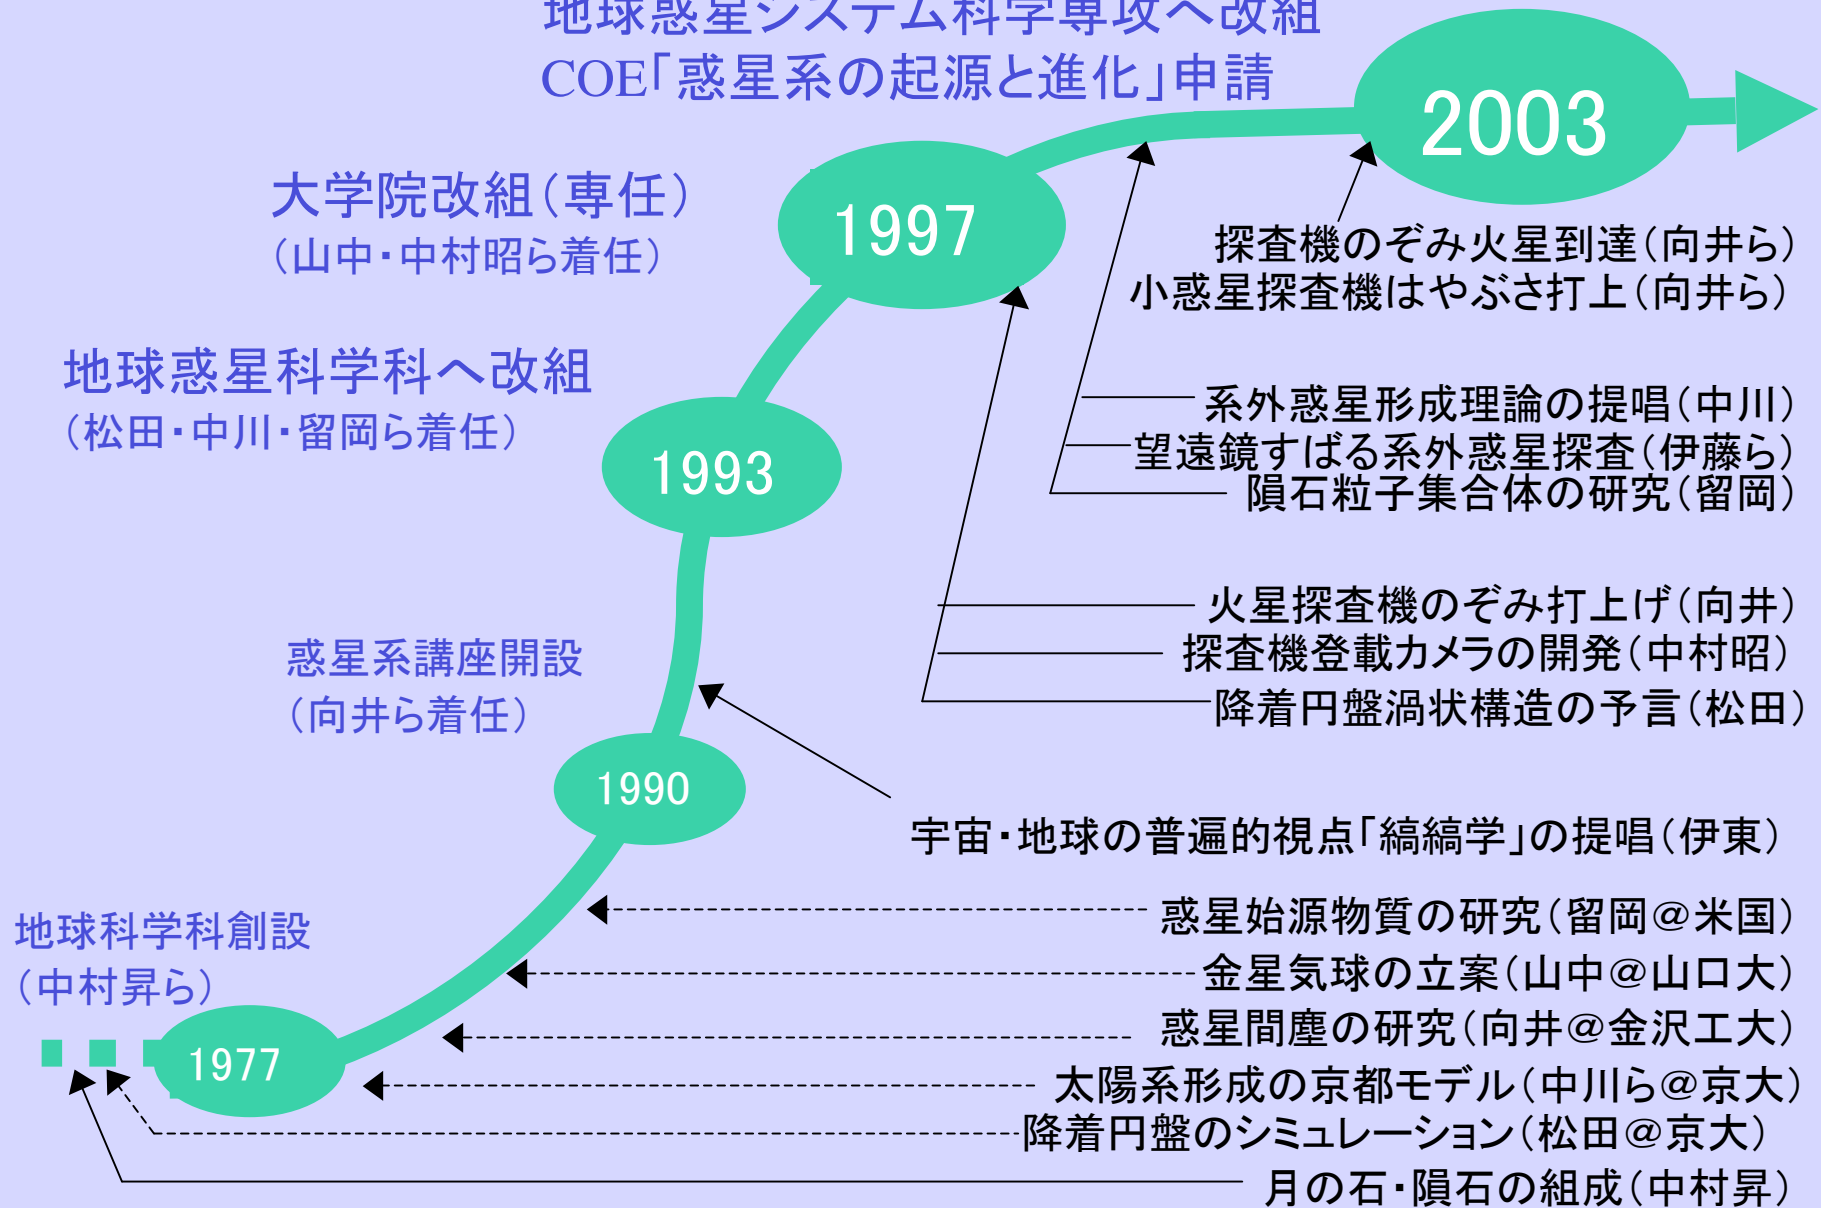 地球惑星システム科学専攻へ改組
COE「惑星系の起源と進化」申請
2003
大学院改組（専任）
（山中・中村昭ら着任）
1997
探査機のぞみ火星到達（向井ら）
小惑星探査機はやぶさ打上（向井ら）
地球惑星科学科へ改組
（松田・中川・留岡ら着任）
1993
系外惑星形成理論の提唱（中川）
望遠鏡すばる系外惑星探査（伊藤ら）
隕石粒子集合体の研究（留岡）
火星探査機のぞみ打上げ（向井）
探査機登載カメラの開発（中村昭）
降着円盤渦状構造の予言（松田）
惑星系講座開設
（向井ら着任）
1990
宇宙・地球の普遍的視点「縞縞学」の提唱（伊東）
惑星始源物質の研究（留岡＠米国）
金星気球の立案（山中＠山口大）
惑星間塵の研究（向井＠金沢工大）
地球科学科創設
（中村昇ら）
1977
太陽系形成の京都モデル（中川ら＠京大）
降着円盤のシミュレーション（松田＠京大）
月の石・隕石の組成（中村昇）